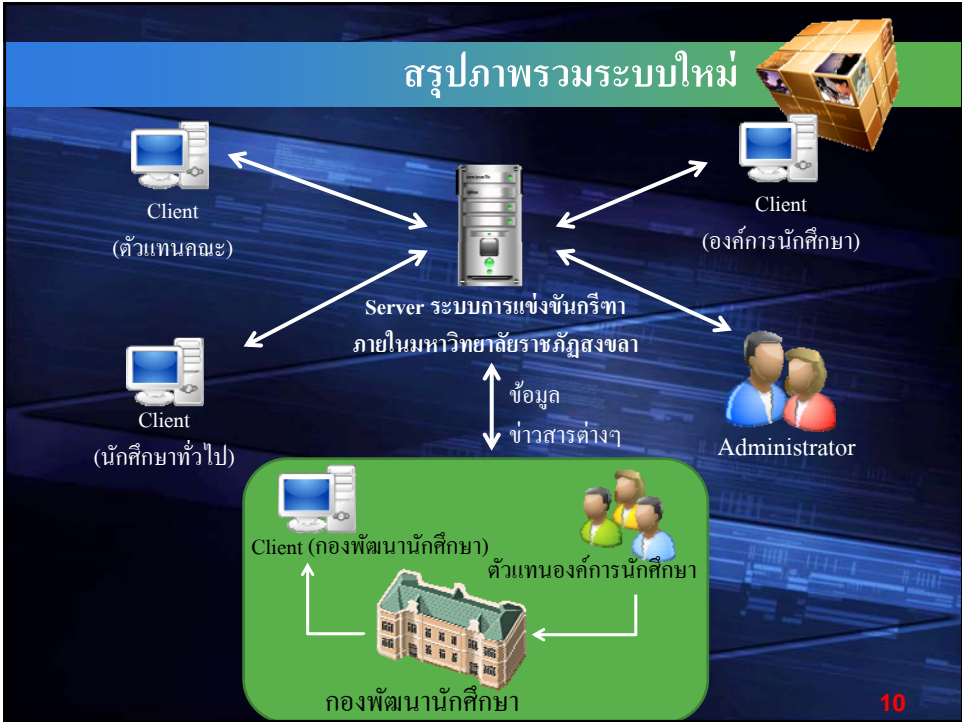 สรุปภาพรวมระบบใหม่
Client
(ตัวแทนคณะ)
Client
(องค์การนักศึกษา)
Server ระบบการแข่งขันกรีฑา
ภายในมหาวิทยาลัยราชภัฏสงขลา
Client
(นักศึกษาทั่วไป)
ข้อมูล
ข่าวสารต่างๆ
Administrator
Client (กองพัฒนานักศึกษา)
ตัวแทนองค์การนักศึกษา
กองพัฒนานักศึกษา
10